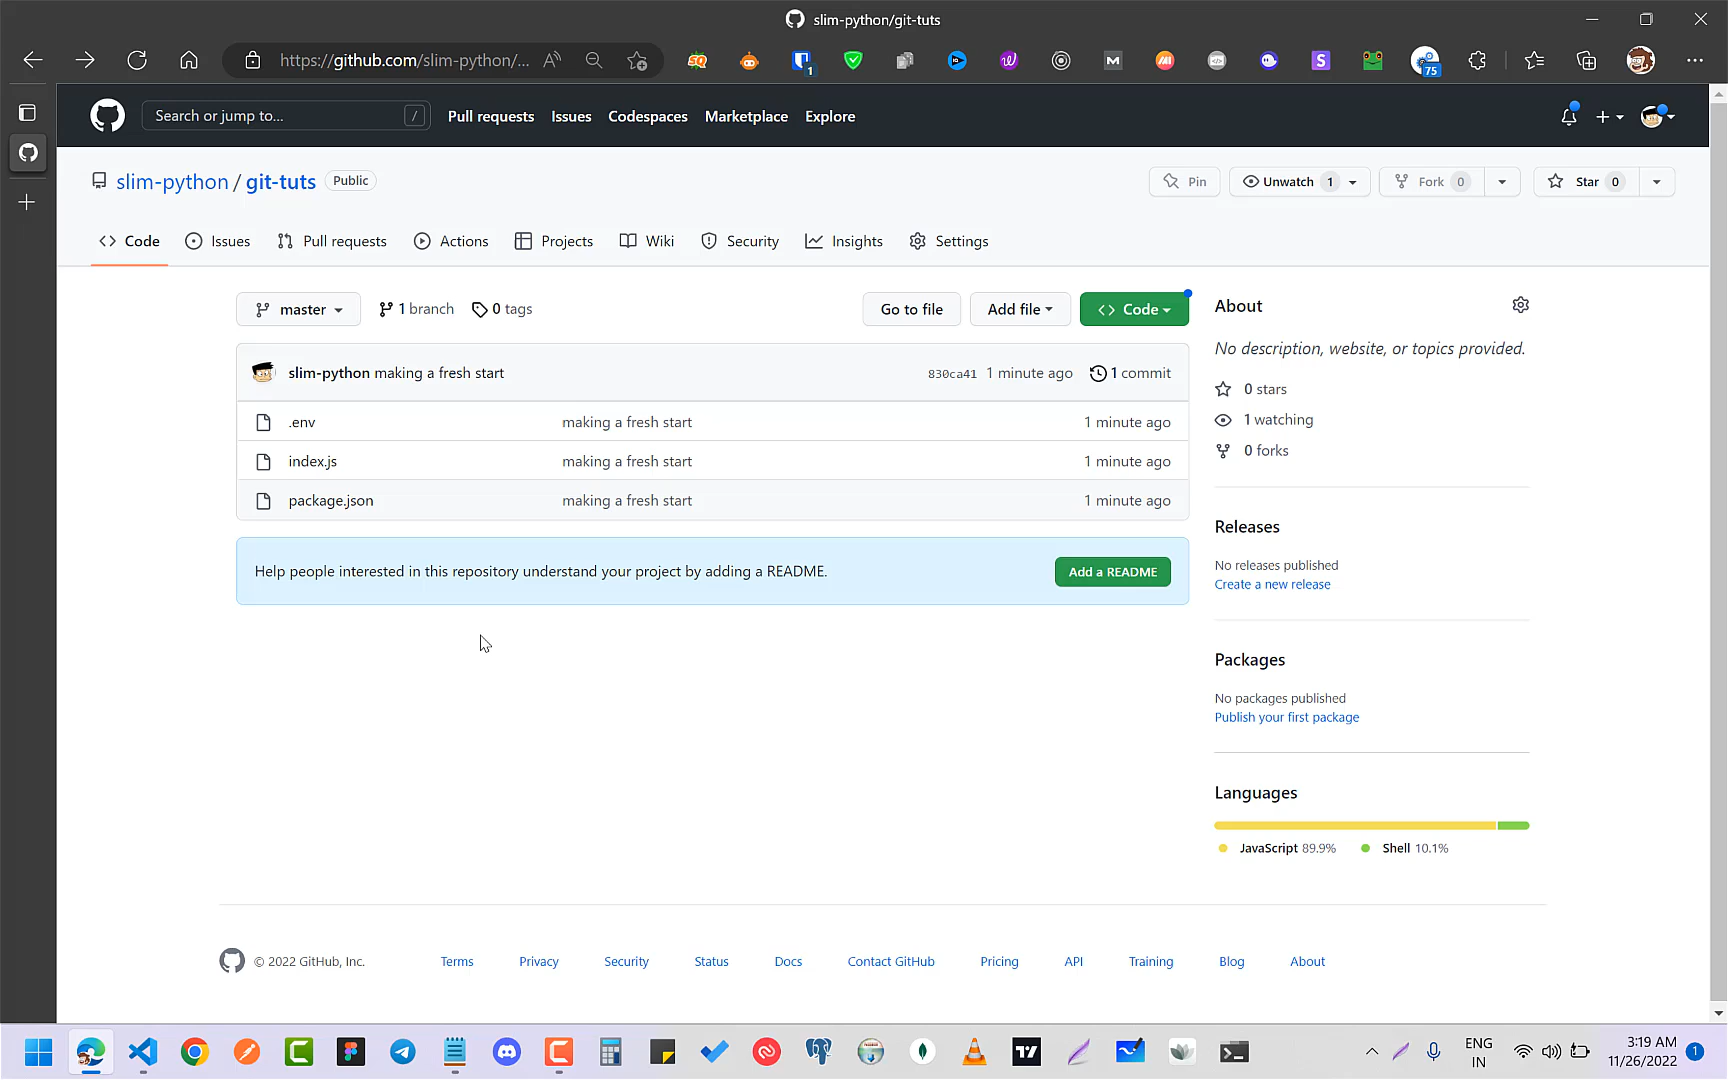 slim-python/git-tuts
https://github.com/slim-python/...
1
75
Search or jump to...
/
Pull requests
Issues
Codespaces
Marketplace
Explore
slim-python / git-tuts
Public
Pin
Unwatch 1
Fork 0
Star 0
Code
Issues
Pull requests
Actions
Projects
Wiki
Security
Insights
Settings
master
1 branch
0 tags
Go to file
Add file
Code
slim-python making a fresh start
830ca41 1 minute ago
1 commit
.env making a fresh start 1 minute ago
index.js making a fresh start 1 minute ago
package.json making a fresh start 1 minute ago
Help people interested in this repository understand your project by adding a README.
Add a README
About
No description, website, or topics provided.
0 stars
1 watching
0 forks
Releases
No releases published
Create a new release
Packages
No packages published
Publish your first package
Languages
JavaScript 89.9%
Shell 10.1%
© 2022 GitHub, Inc.
Terms
Privacy
Security
Status
Docs
Contact GitHub
Pricing
API
Training
Blog
About
ENG
IN
3:19 AM
11/26/2022
1